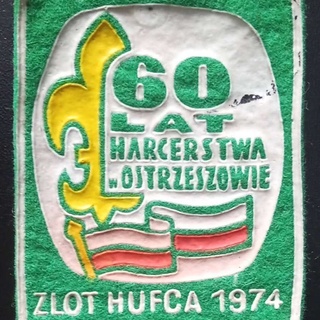 60
LAT
HARCERSTWA
w OSTRZESZOWIE
ZLOT HUFCA 1974